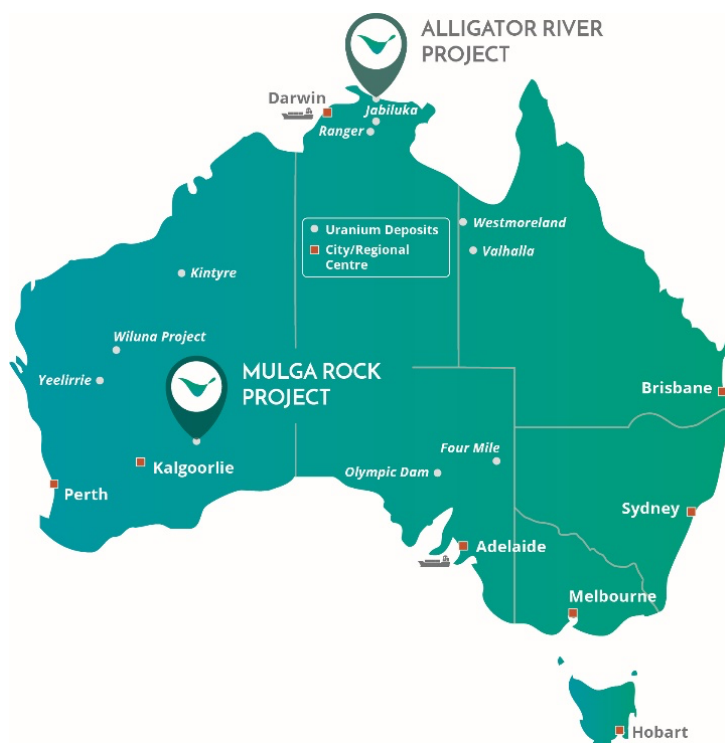 ALLIGATOR RIVER
PROJECT
Darwin
Jabiluka
Ranger
Uranium Deposits
City/Regional
Centre
Westmoreland
Valhalla
Kintyre
Wiluna Project
Yeelirrie
MULGA ROCK
PROJECT
Brisbane
Kalgoorlie
Four Mile
Olympic Dam
Perth
Sydney
Adelaide
Melbourne
Hobart